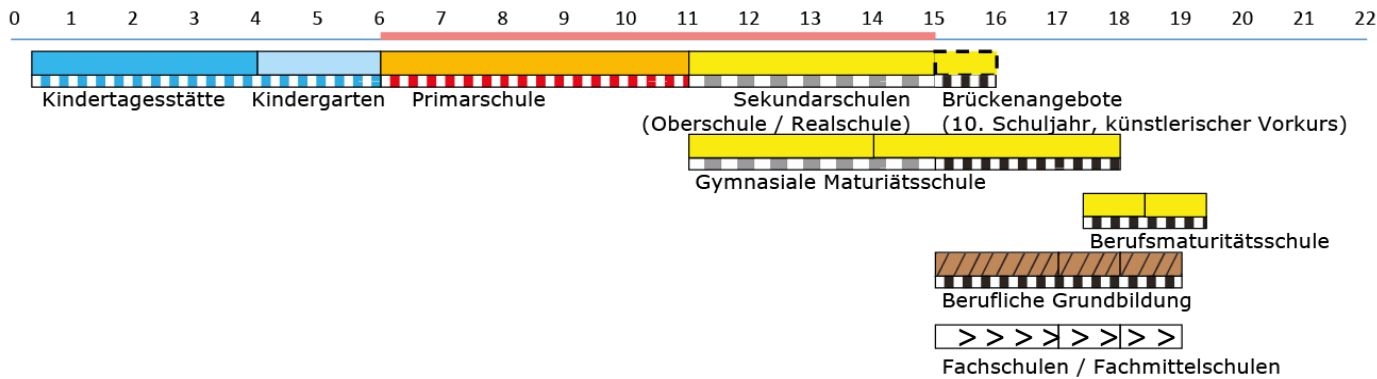 0 1 2 3 4 5 6 7 8 9 10 11 12 13 14 15 16 17 18 19 20 21 22
Kindertagesstätte Kindergarten Primarschule Sekundarschulen Brückenangebote
(Oberschule / Realschule) (10. Schuljahr, künstlerischer Vorkurs)
Gymnasiale Maturiätsschule
Berufsmaturitätsschule
Berufliche Grundbildung
> > > > > > > > >
Fachschulen / Fachmittelschulen